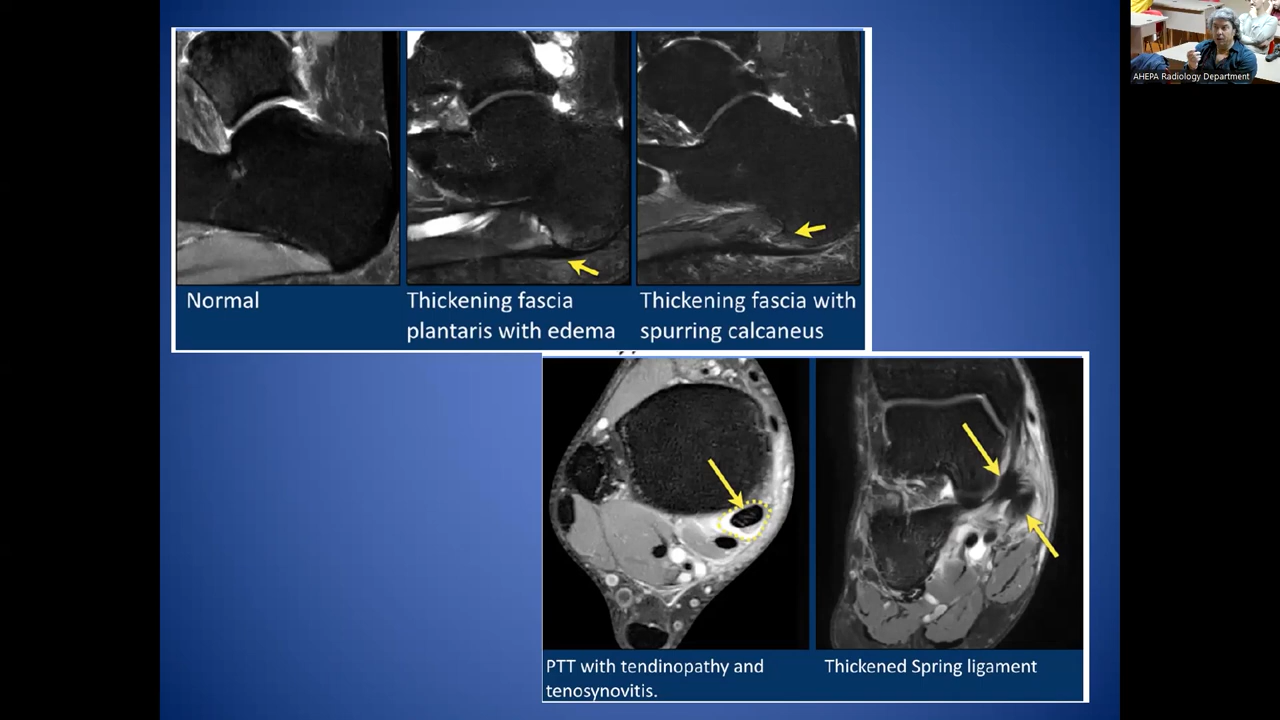 AHEPA Radiology Department
Normal
Thickening fascia
plantaris with edema
Thickening fascia with
spurring calcaneus
PTT with tendinopathy and
tenosynovitis.
Thickened Spring ligament